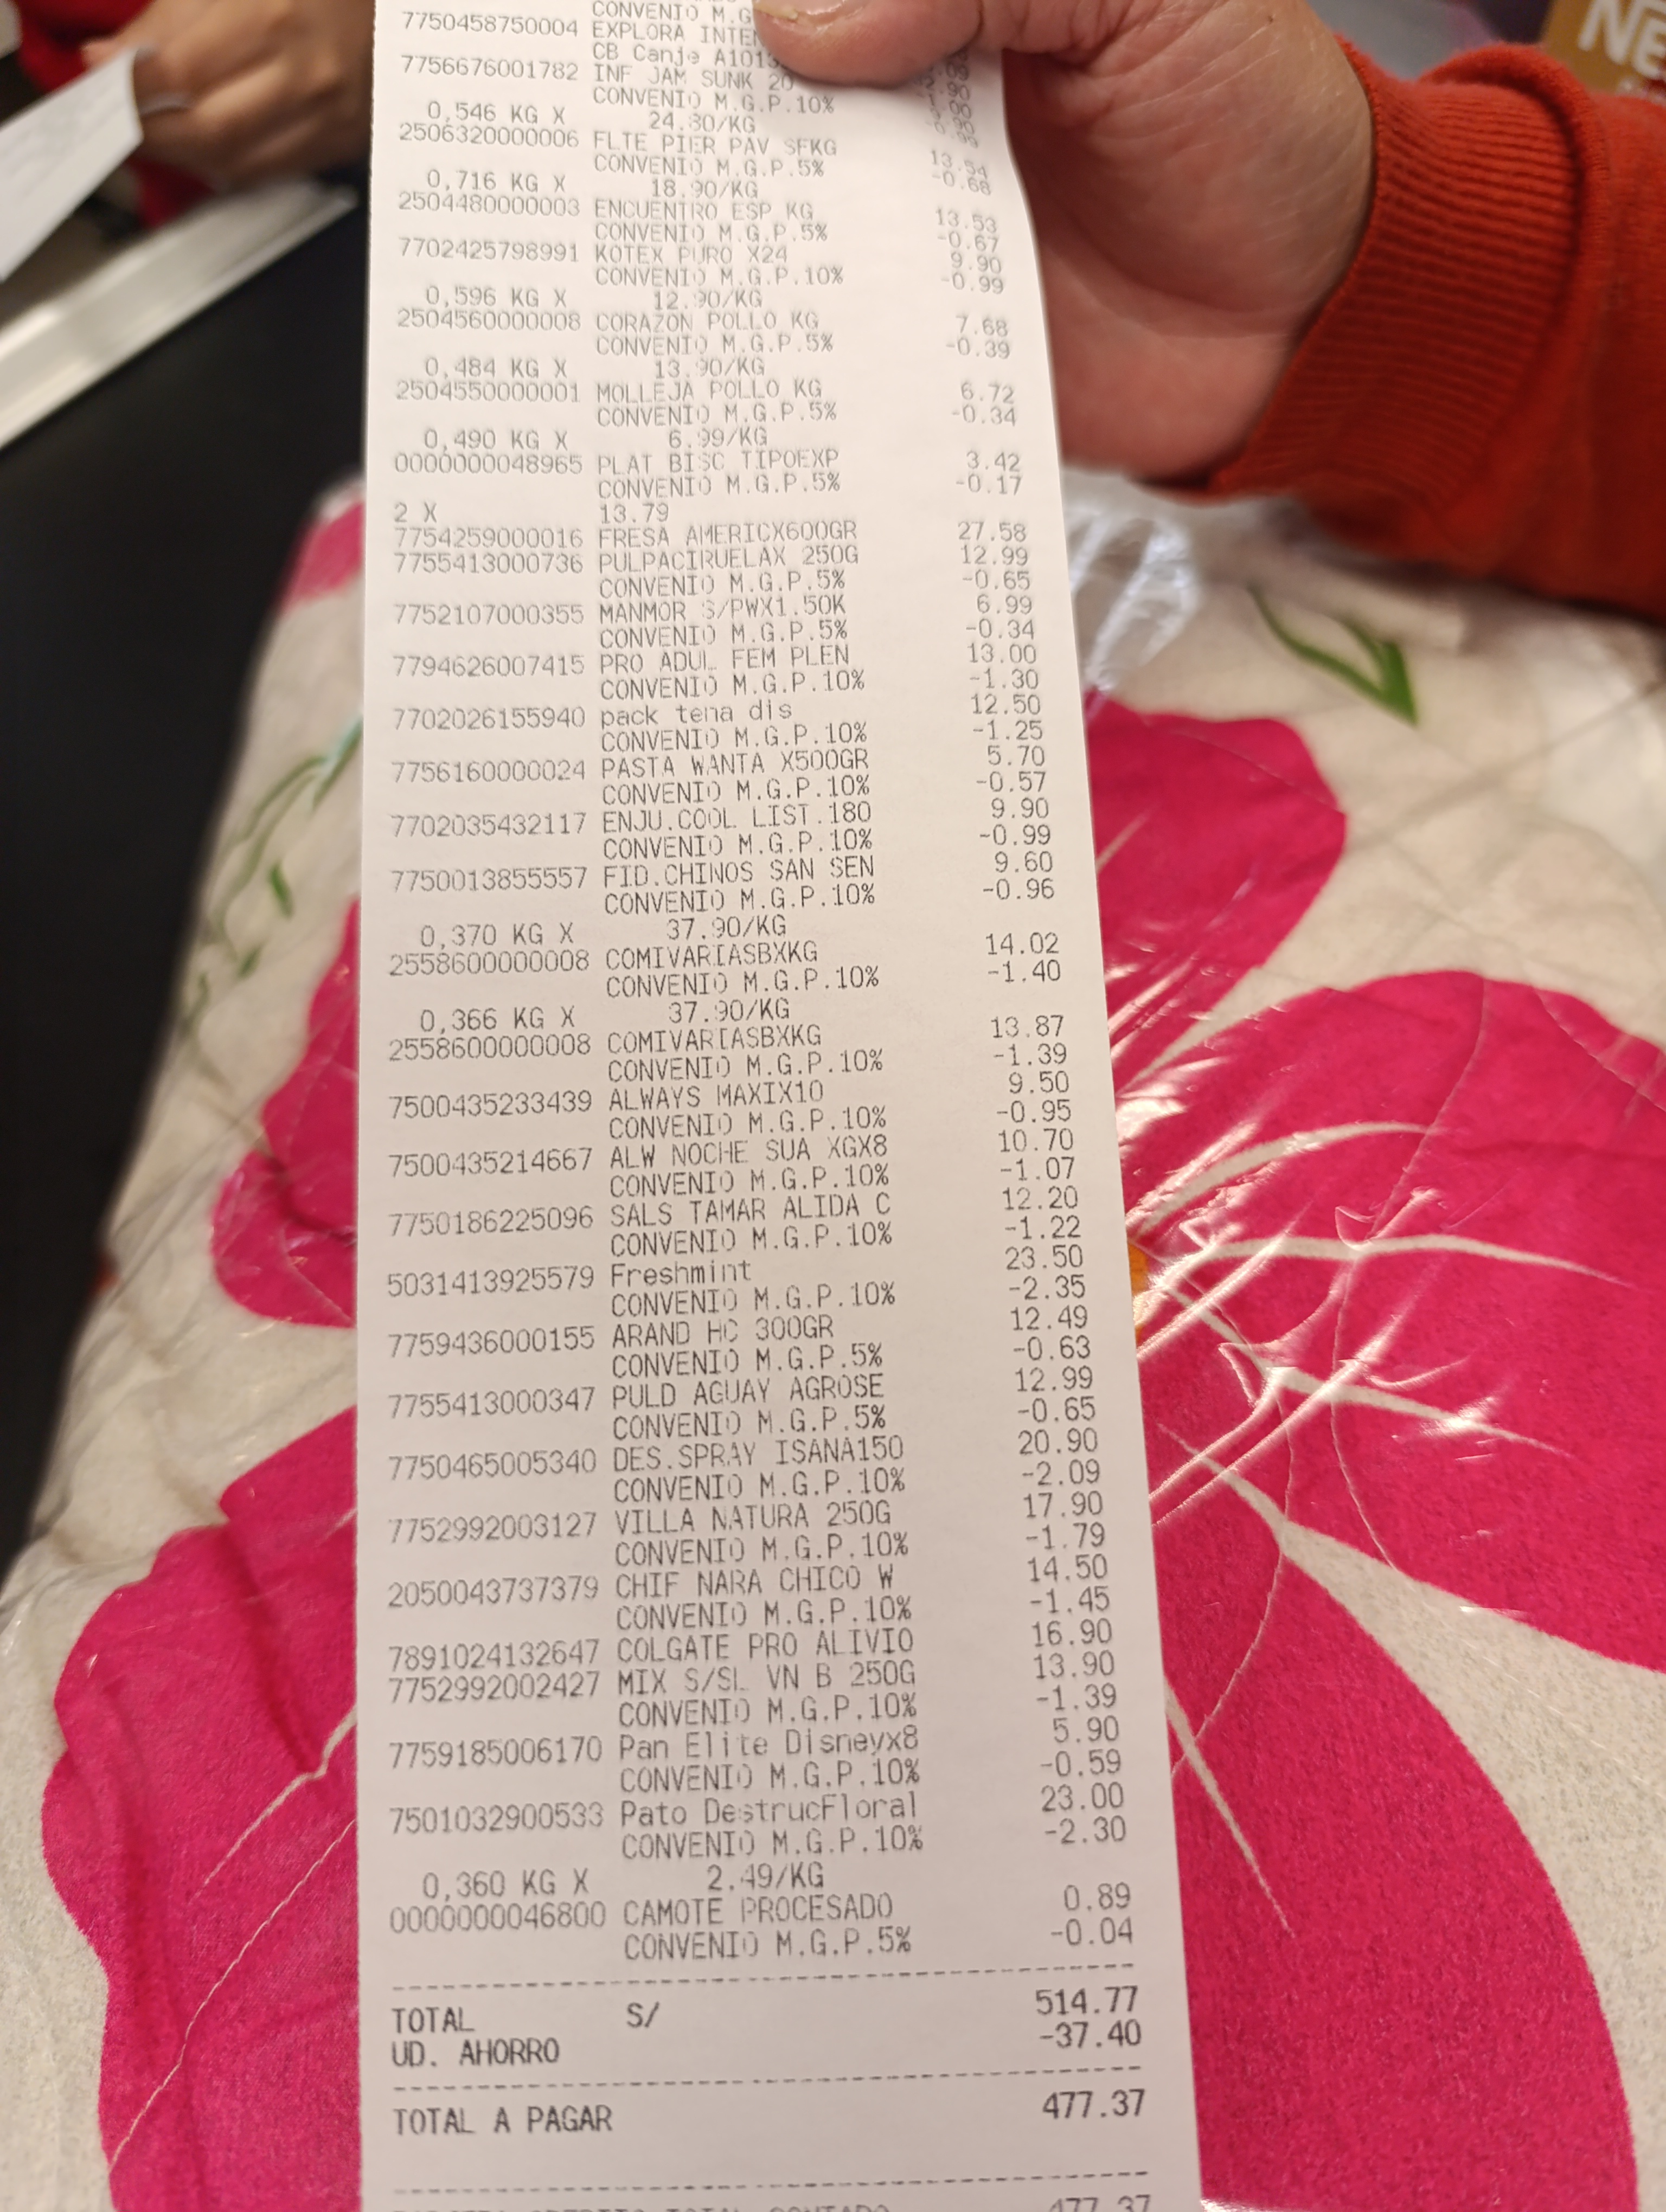 CONVENIO M.G
7750458750004 EXPLORA INTEN
CB Canje A1013
7756676001782 INF JAM SUNK 20
CONVENIO M.G.P.10%
0,546 KG X 24.80/KG
2506320000006 FLTE PIER PAV SFKG 13.54
CONVENIO M.G.P.5% -0.68
0,716 KG X 18.90/KG
2504480000003 ENCUENTRO ESP KG 13.53
CONVENIO M.G.P.5% -0.67
7702425798991 KOTEX PURO X24 9.90
CONVENIO M.G.P.10% -0.99
0,596 KG X 12.90/KG
2504560000008 CORAZON POLLO KG 7.68
CONVENIO M.G.P.5% -0.39
0,484 KG X 13.90/KG
2504550000001 MOLLEJA POLLO KG 6.72
CONVENIO M.G.P.5% -0.34
0,490 KG X 6.99/KG
0000000048965 PLAT BISC TIPOEXP 3.42
CONVENIO M.G.P.5% -0.17
2 X 13.79
7754259000016 FRESA AMERICX600GR 27.58
7755413000736 PULPACIRUELAX 250G 12.99
CONVENIO M.G.P.5% -0.65
7752107000355 MANMOR S/PWX1.50K 6.99
CONVENIO M.G.P.5% -0.34
7794626007415 PRO ADUL FEM PLEN 13.00
CONVENIO M.G.P.10% -1.30
7702026155940 pack tena dis 12.50
CONVENIO M.G.P.10% -1.25
7756160000024 PASTA WANTA X500GR 5.70
CONVENIO M.G.P.10% -0.57
7702035432117 ENJU.COOL LIST.180 9.90
CONVENIO M.G.P.10% -0.99
7750013855557 FID.CHINOS SAN SEN 9.60
CONVENIO M.G.P.10% -0.96
0,370 KG X 37.90/KG
2558600000008 COMIVARIASBXKG 14.02
CONVENIO M.G.P.10% -1.40
0,366 KG X 37.90/KG
2558600000008 COMIVARIASBXKG 13.87
CONVENIO M.G.P.10% -1.39
7500435233439 ALWAYS MAXIX10 9.50
CONVENIO M.G.P.10% -0.95
7500435214667 ALW NOCHE SUA XGX8 10.70
CONVENIO M.G.P.10% -1.07
7750186225096 SALS TAMAR ALIDA C 12.20
CONVENIO M.G.P.10% -1.22
5031413925579 Freshmint 23.50
CONVENIO M.G.P.10% -2.35
7759436000155 ARAND HC 300GR 12.49
CONVENIO M.G.P.5% -0.63
7755413000347 PULD AGUAY AGROSE 12.99
CONVENIO M.G.P.5% -0.65
7750465005340 DES.SPRAY ISANA150 20.90
CONVENIO M.G.P.10% -2.09
7752992003127 VILLA NATURA 250G 17.90
CONVENIO M.G.P.10% -1.79
2050043737379 CHIF NARA CHICO W 14.50
CONVENIO M.G.P.10% -1.45
7891024132647 COLGATE PRO ALIVIO 16.90
7752992002427 MIX S/SL VN B 250G 13.90
CONVENIO M.G.P.10% -1.39
7759185006170 Pan Elite Disneyx8 5.90
CONVENIO M.G.P.10% -0.59
7501032900533 Pato DestrucFloral 23.00
CONVENIO M.G.P.10% -2.30
0,360 KG X 2.49/KG
0000000046800 CAMOTE PROCESADO 0.89
CONVENIO M.G.P.5% -0.04
TOTAL S/ 514.77
UD. AHORRO -37.40
TOTAL A PAGAR 477.37
477.37